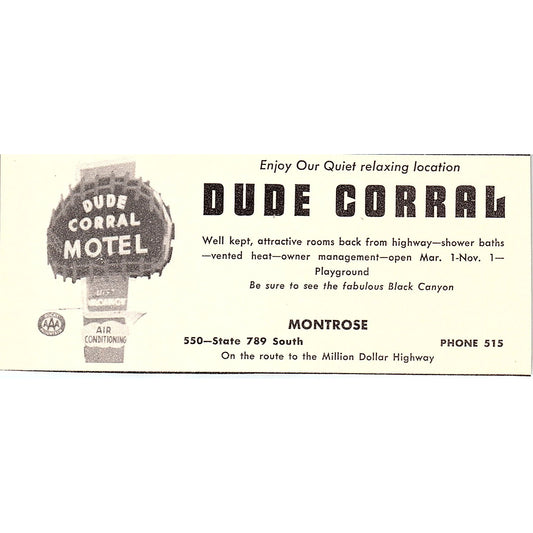 Enjoy Our Quiet relaxing location
DUDE CORRAL
Well kept, attractive rooms back from highway—shower baths
—vented heat—owner management—open Mar. 1-Nov. 1—
Playground
Be sure to see the fabulous Black Canyon
MONTROSE
550—State 789 South PHONE 515
On the route to the Million Dollar Highway
DUDE
CORRAL
MOTEL
VACANCY
AAA
AIR
CONDITIONING